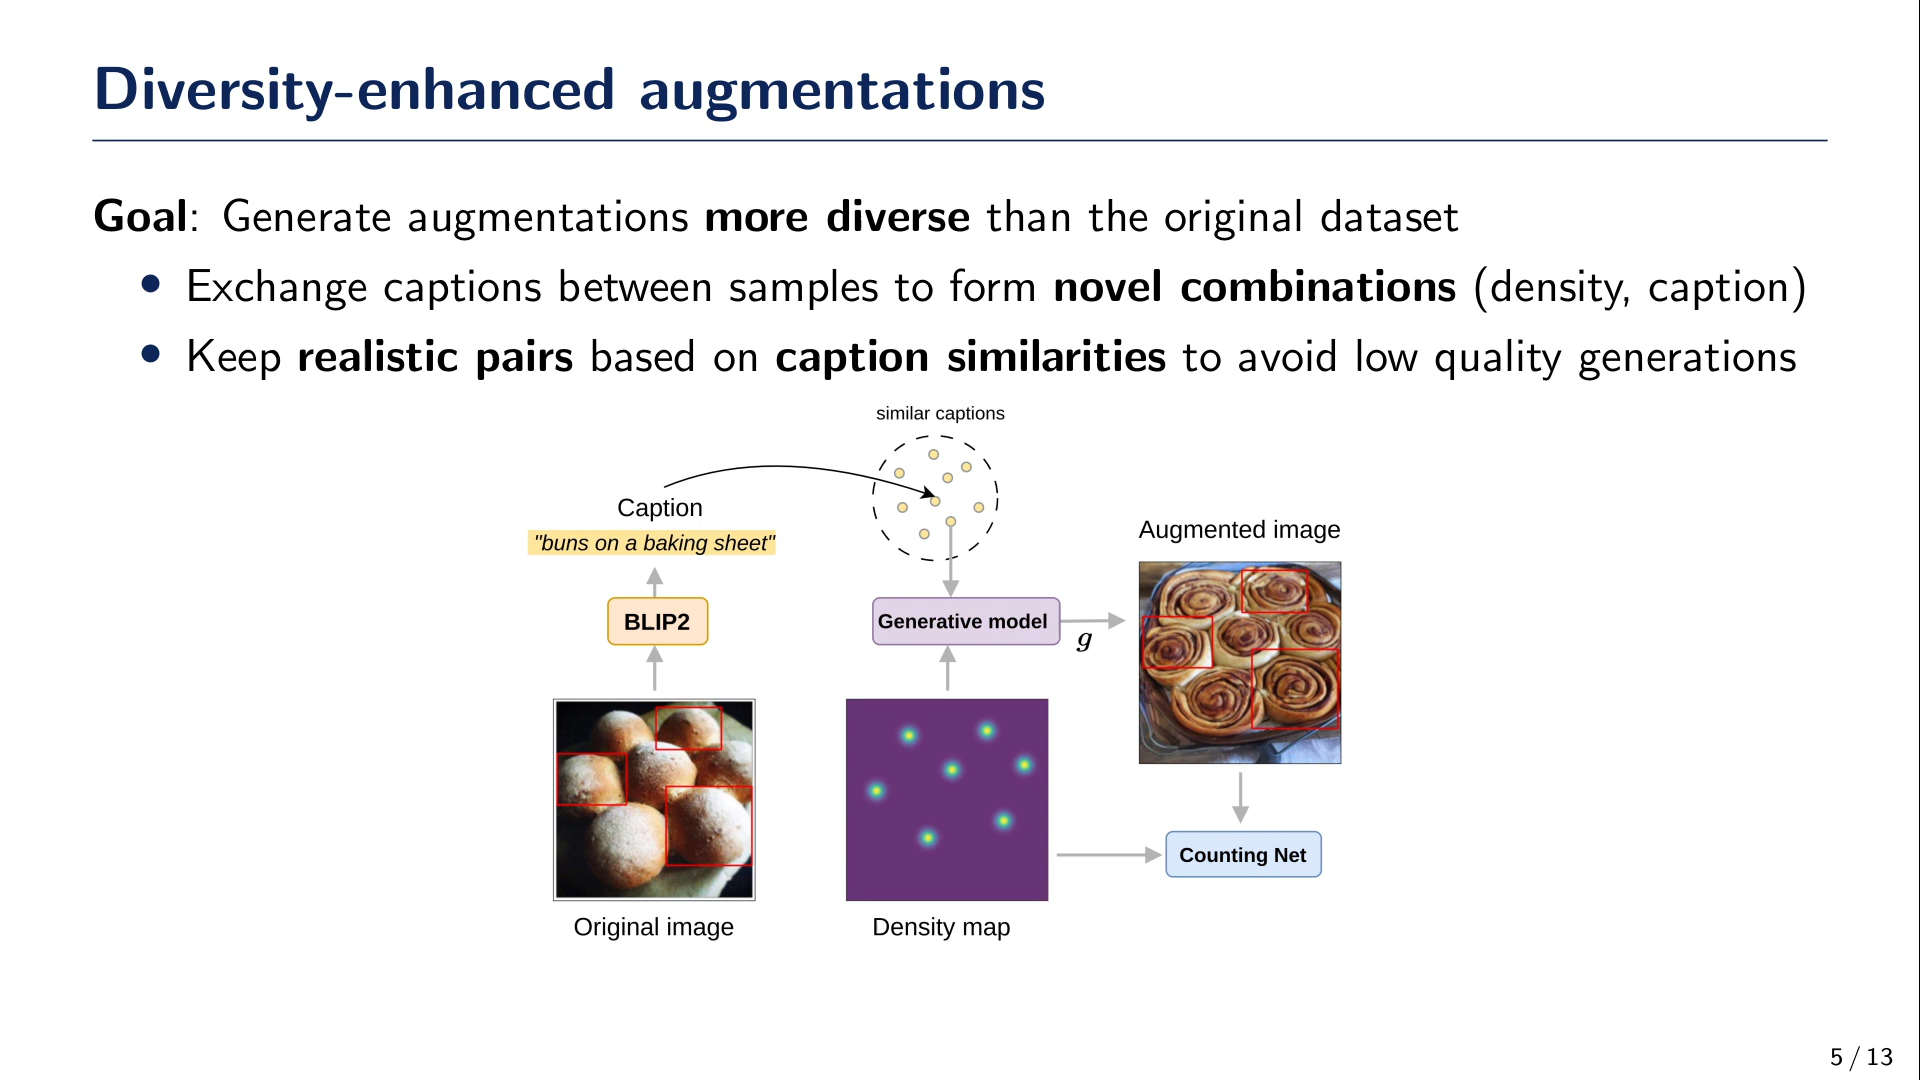 Diversity-enhanced augmentations
Goal: Generate augmentations more diverse than the original dataset
• Exchange captions between samples to form novel combinations (density, caption)
• Keep realistic pairs based on caption similarities to avoid low quality generations
similar captions
Caption
"buns on a baking sheet"
Augmented image
BLIP2
Generative model
g
Counting Net
Original image
Density map
5 / 13